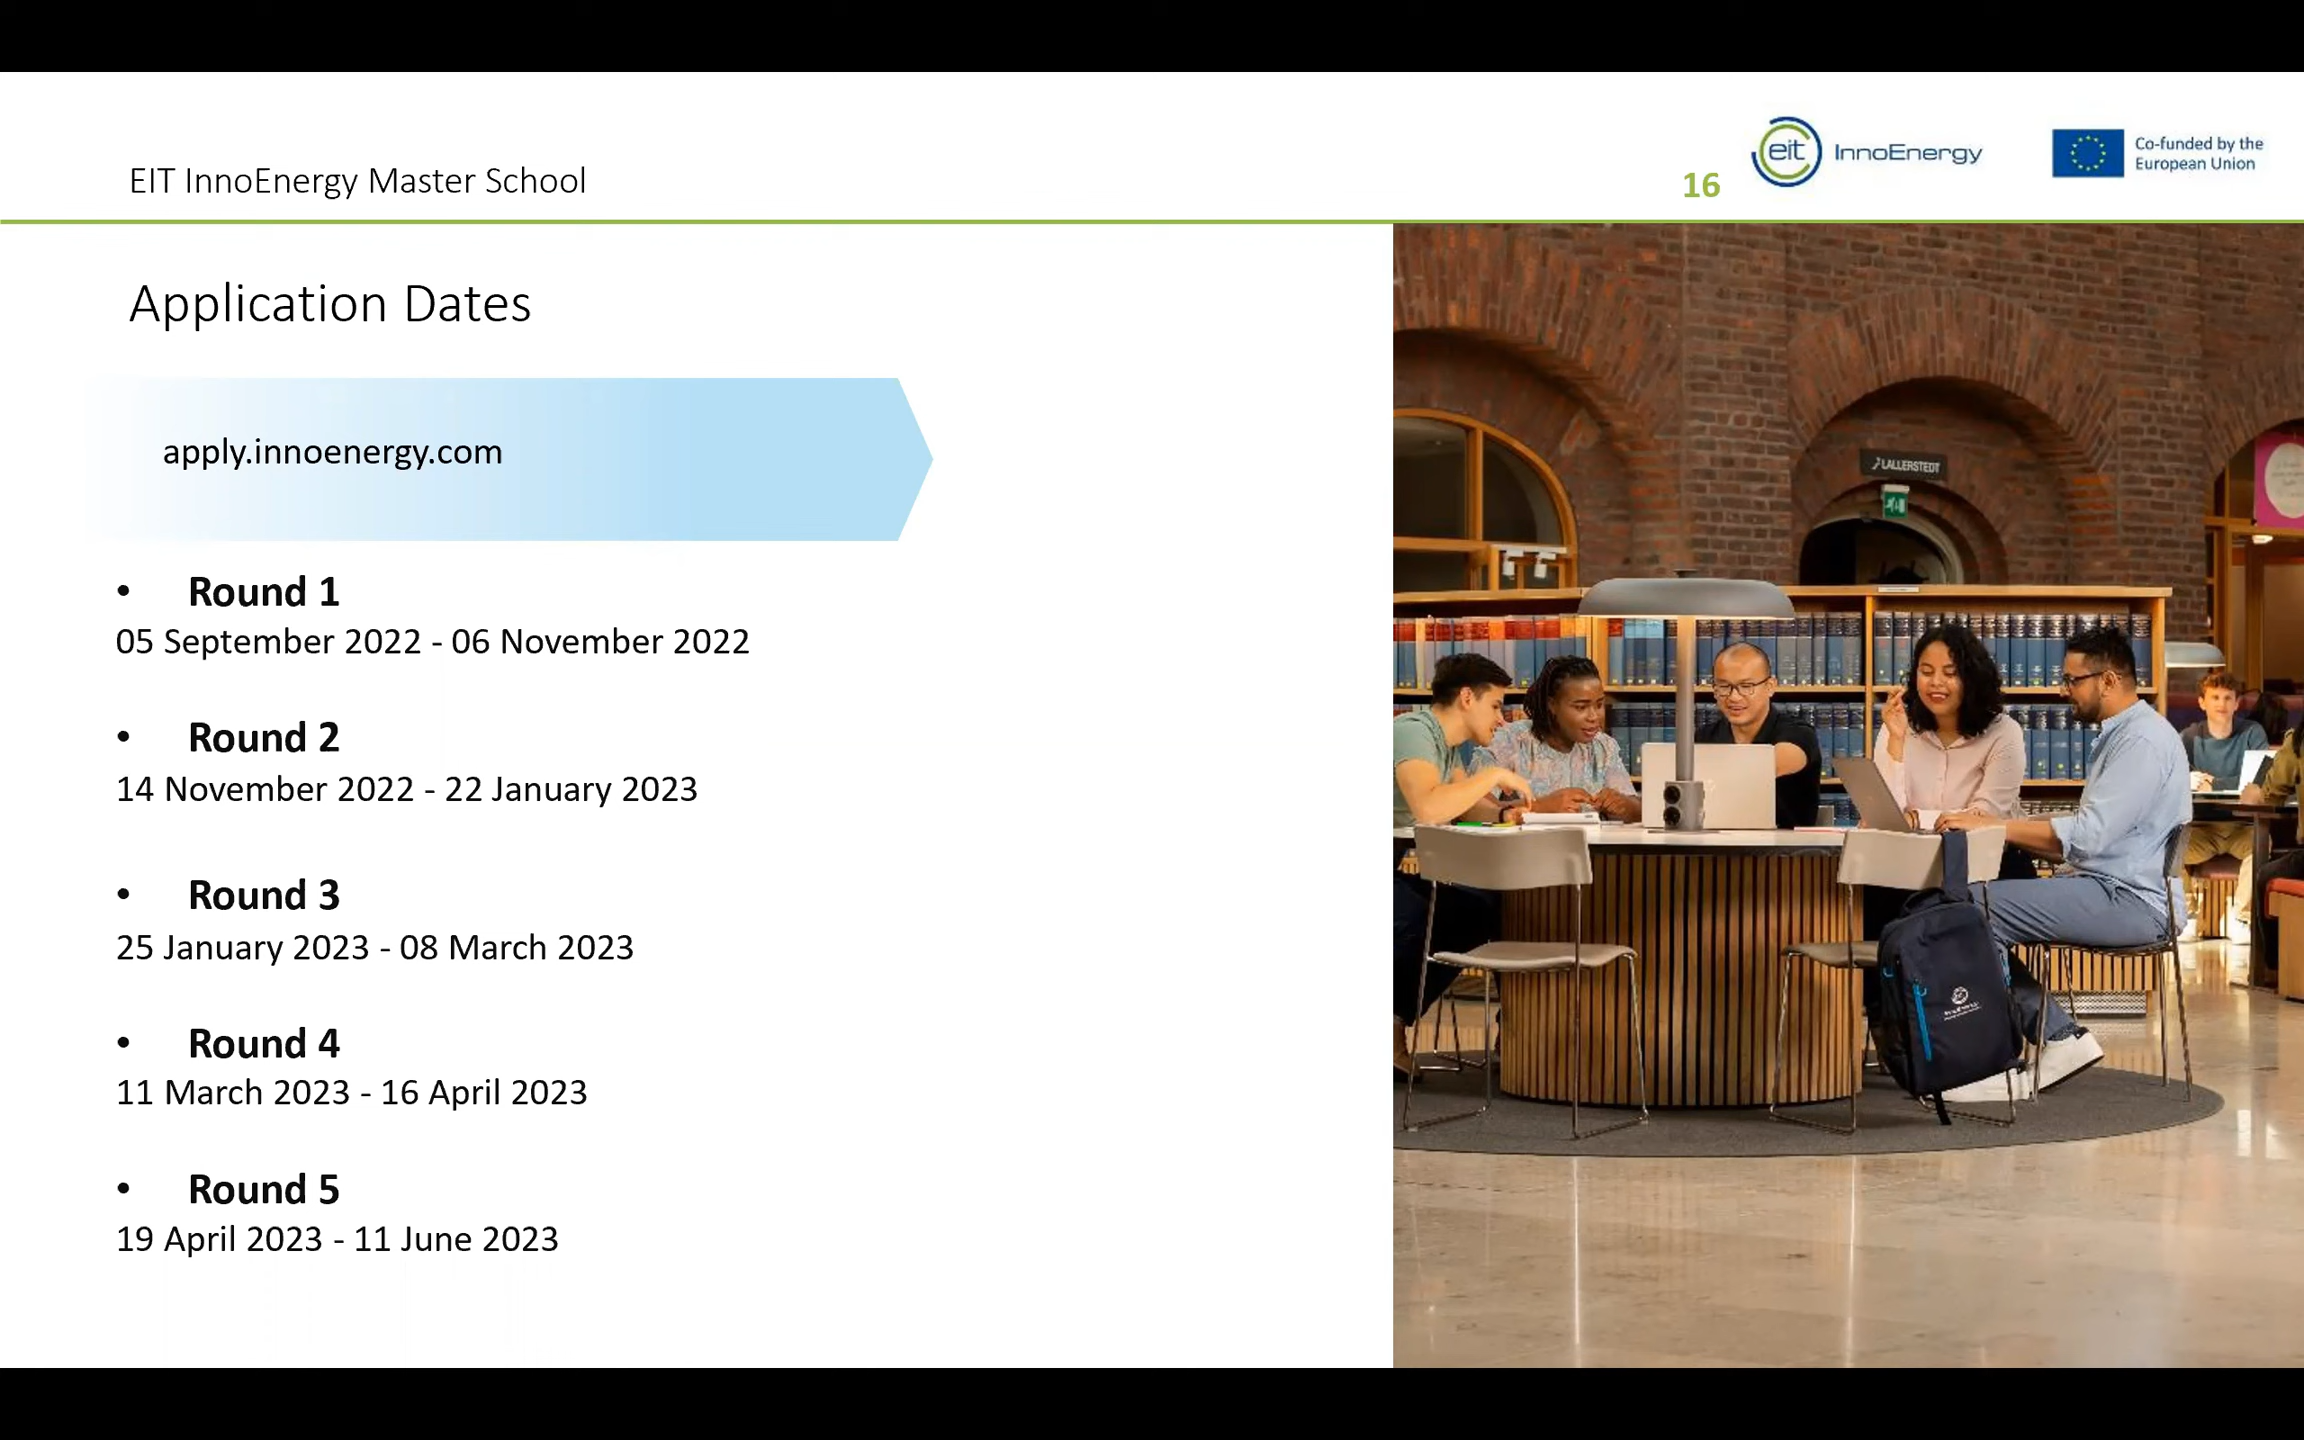 EIT InnoEnergy Master School
16
eit InnoEnergy
Co-funded by the
European Union
Application Dates
apply.innoenergy.com
• Round 1
05 September 2022 - 06 November 2022
• Round 2
14 November 2022 - 22 January 2023
• Round 3
25 January 2023 - 08 March 2023
• Round 4
11 March 2023 - 16 April 2023
• Round 5
19 April 2023 - 11 June 2023
LALLERSTEDT